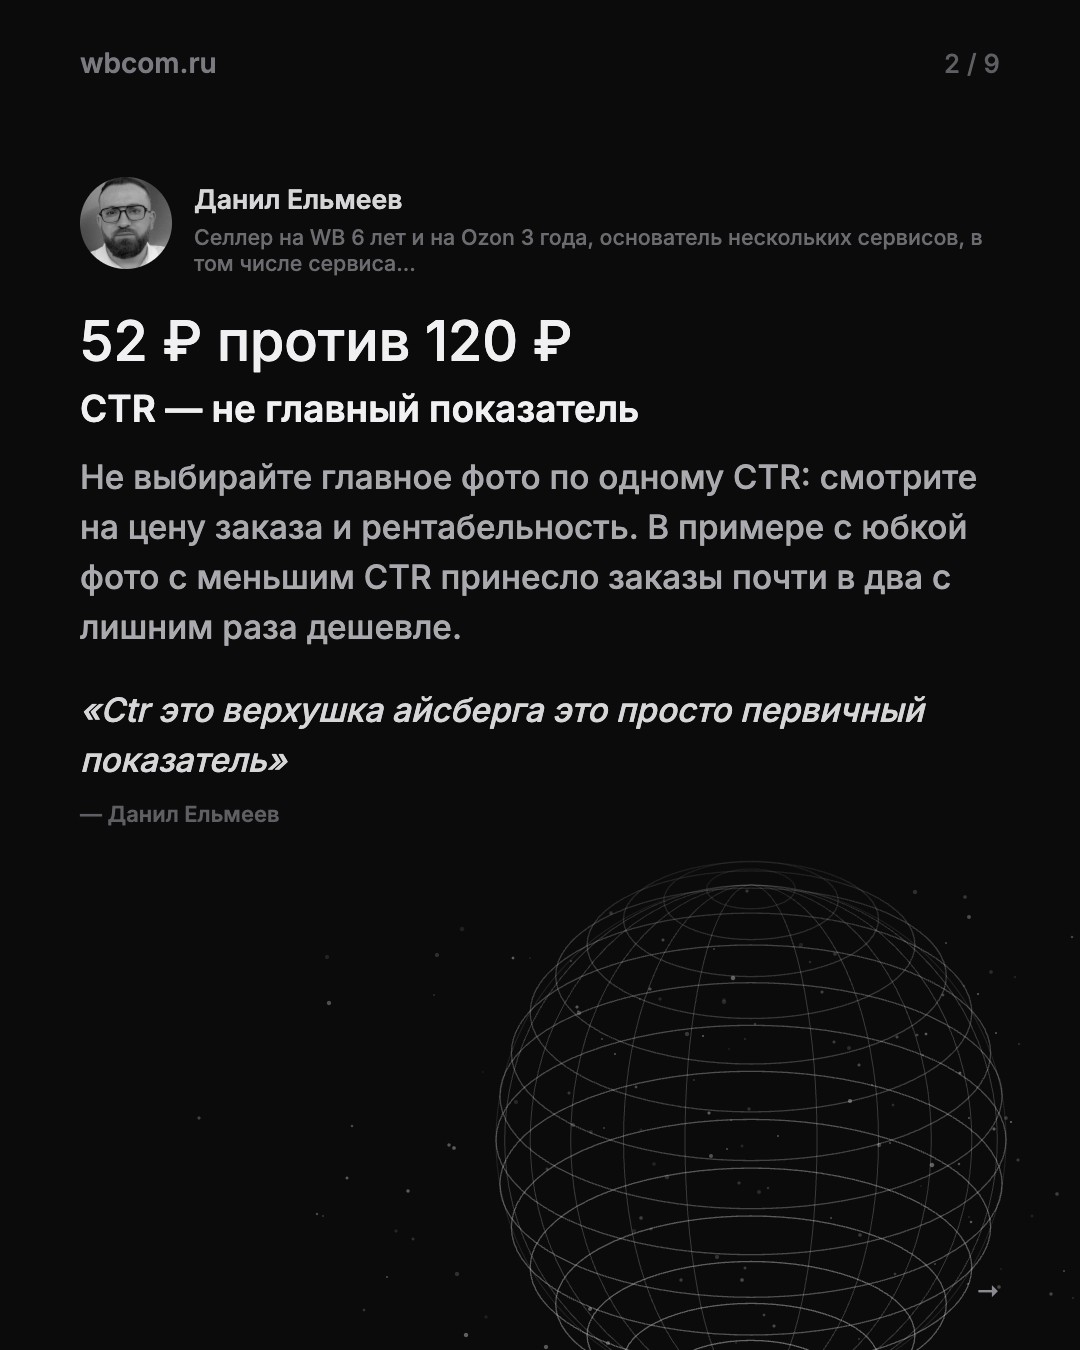 wbcom.ru
2 / 9
Данил Ельмеев
Селлер на WB 6 лет и на Ozon 3 года, основатель нескольких сервисов, в
том числе сервиса...
52 ₽ против 120 ₽
CTR — не главный показатель
Не выбирайте главное фото по одному CTR: смотрите
на цену заказа и рентабельность. В примере с юбкой
фото с меньшим CTR принесло заказы почти в два с
лишним раза дешевле.
«Ctr это верхушка айсберга это просто первичный
показатель»
— Данил Ельмеев
→